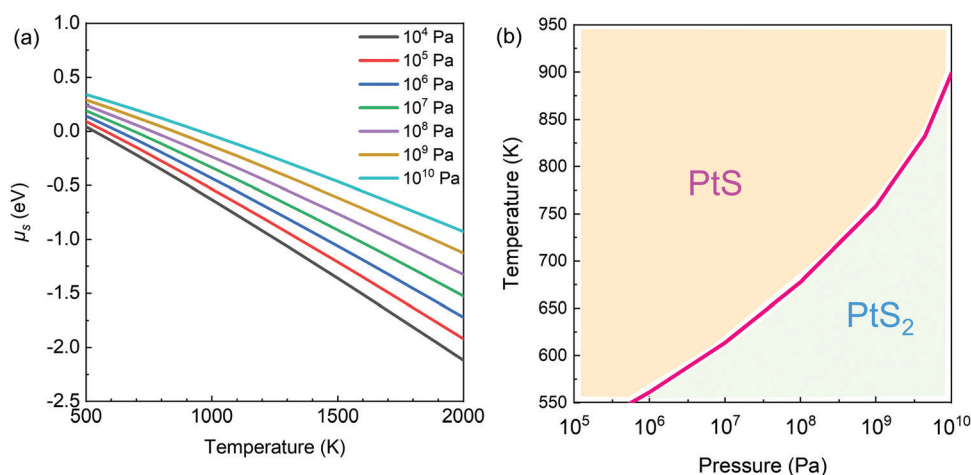 (a)
1.0
0.5
0.0
-0.5
-1.0
-1.5
-2.0
-2.5
μs (eV)
500 1000 1500 2000
Temperature (K)
10⁴ Pa
10⁵ Pa
10⁶ Pa
10⁷ Pa
10⁸ Pa
10⁹ Pa
10¹⁰ Pa
(b)
950
900
850
800
750
700
650
600
550
Temperature (K)
PtS
PtS₂
10⁵ 10⁶ 10⁷ 10⁸ 10⁹ 10¹⁰
Pressure (Pa)